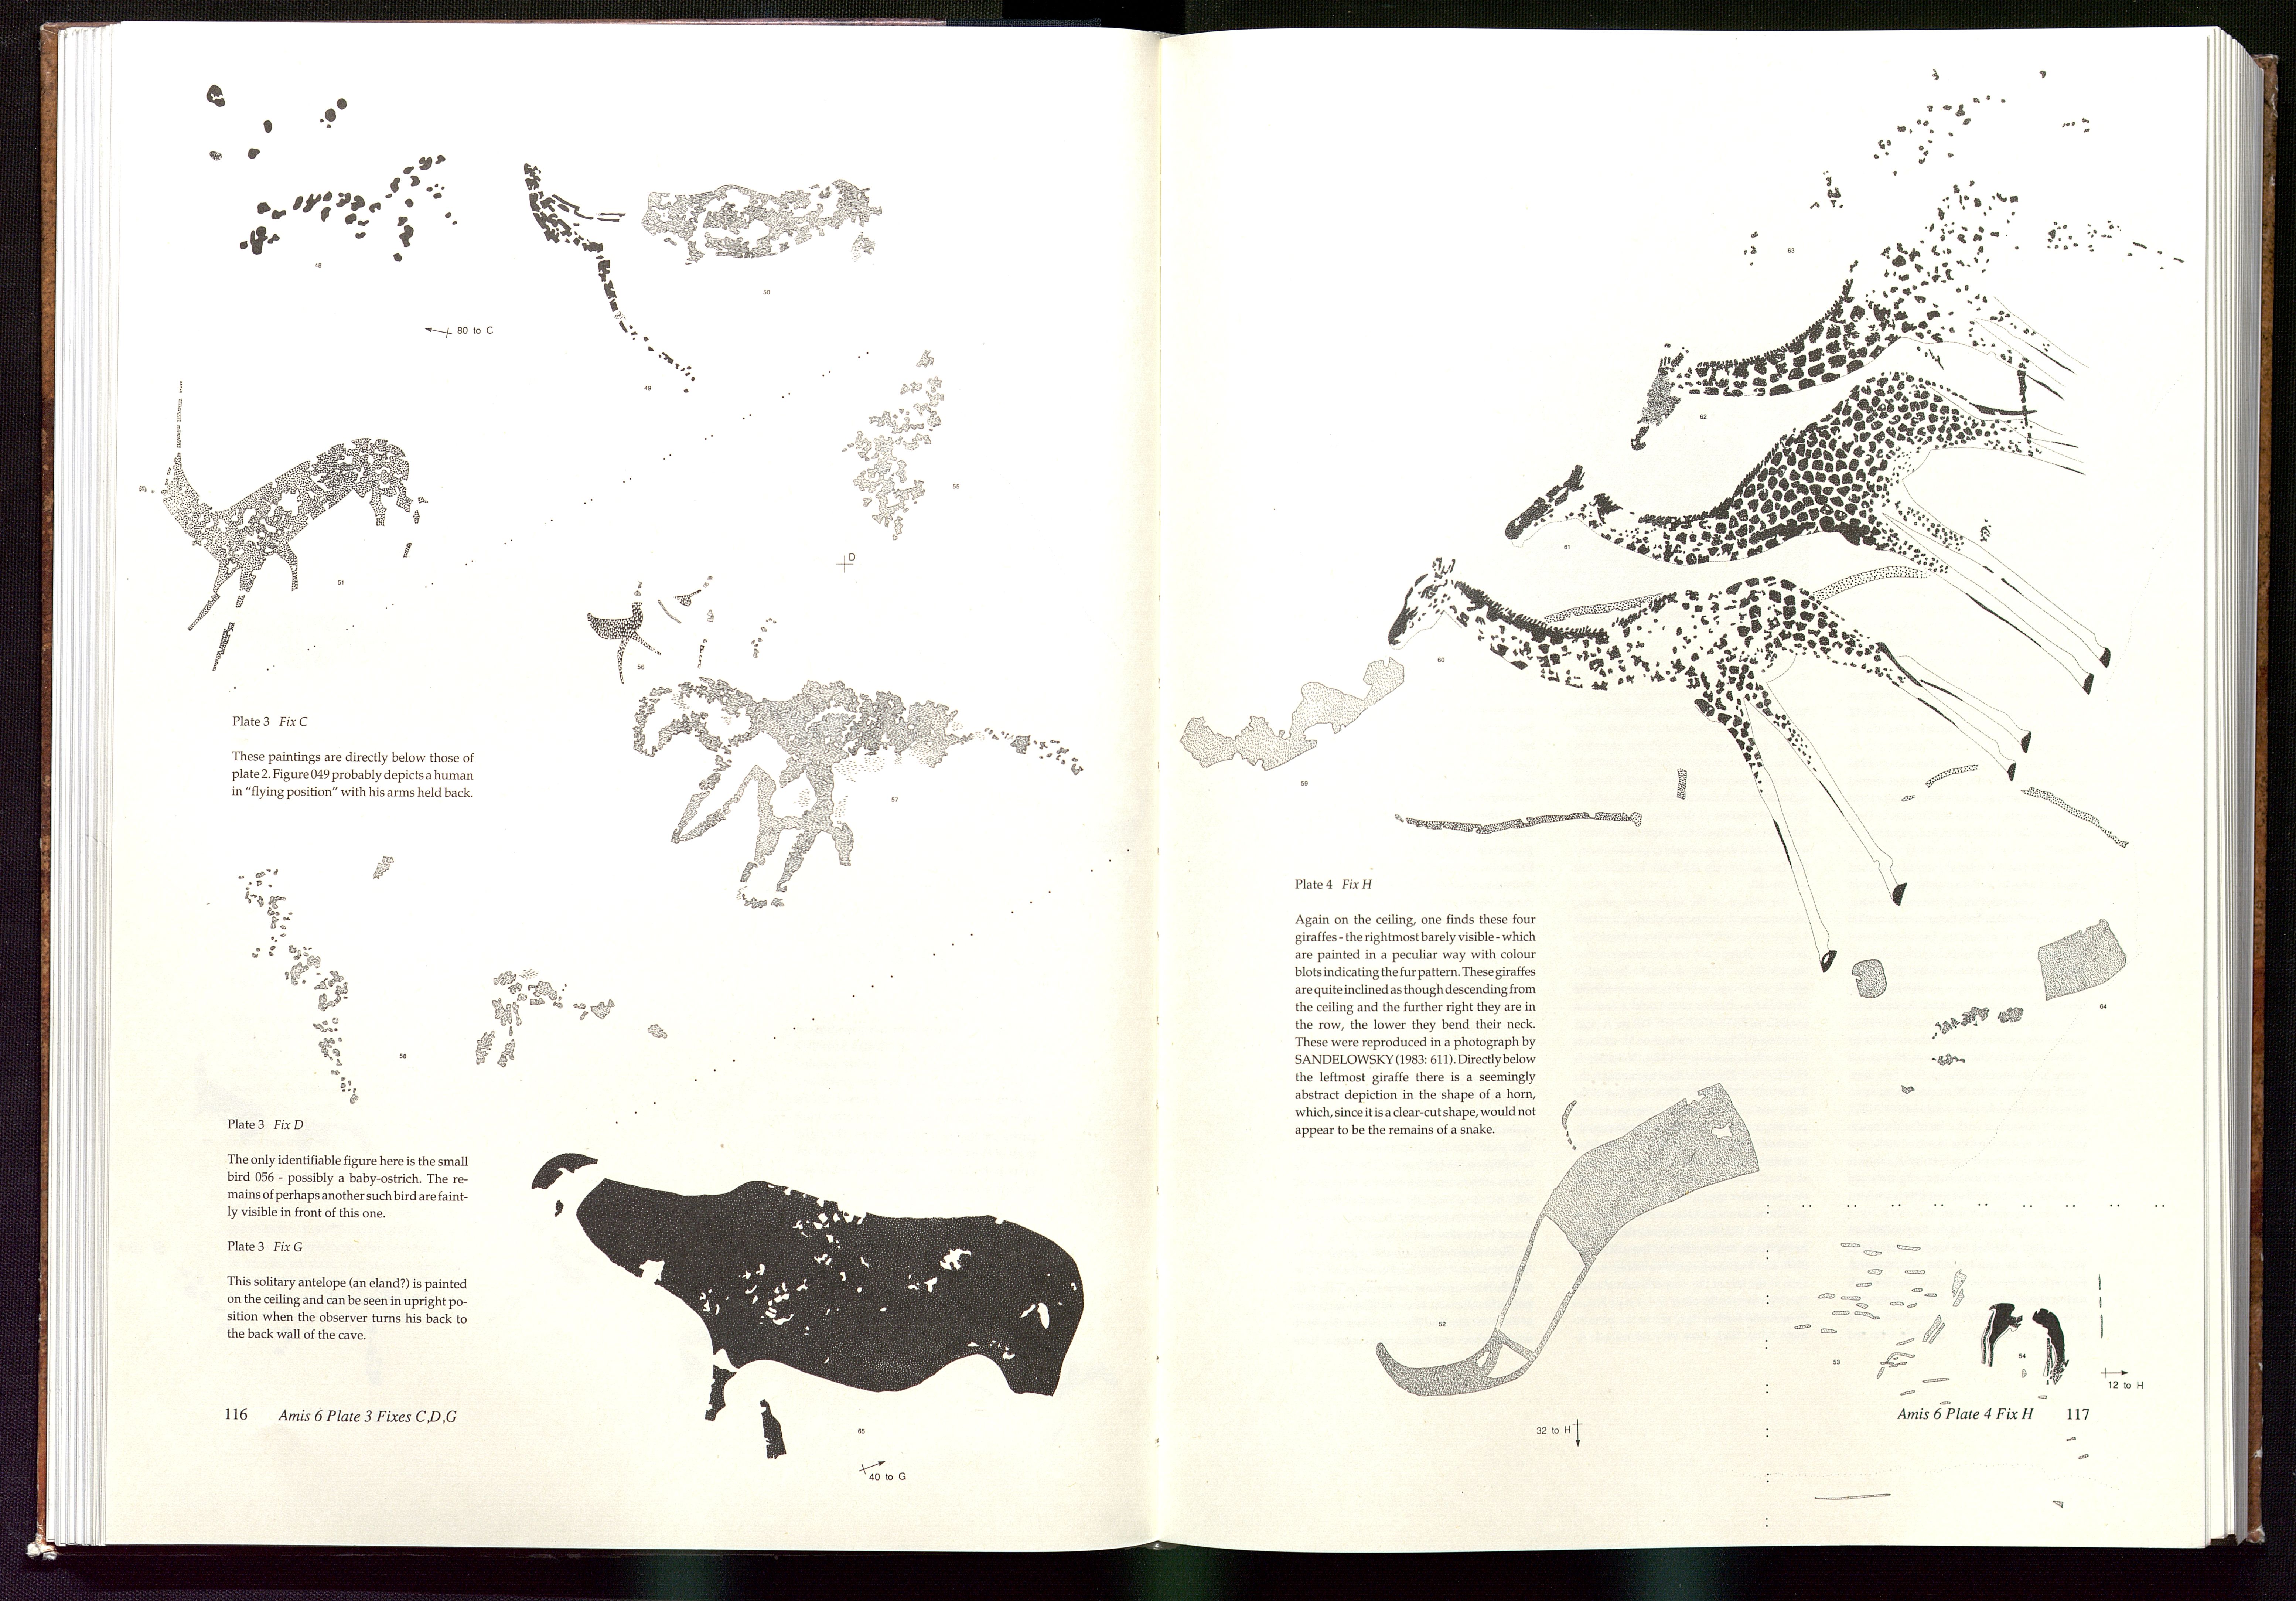 48
50
80 to C
49
51
55
D
56
57
Plate 3 Fix C
These paintings are directly below those of
plate 2. Figure 049 probably depicts a human
in “flying position” with his arms held back.
58
Plate 3 Fix D
The only identifiable figure here is the small
bird 056 - possibly a baby-ostrich. The re-
mains of perhaps another such bird are faint-
ly visible in front of this one.
Plate 3 Fix G
This solitary antelope (an eland?) is painted
on the ceiling and can be seen in upright po-
sition when the observer turns his back to
the back wall of the cave.
65
40 to G
116 Amis 6 Plate 3 Fixes C,D,G
63
62
61
60
59
Plate 4 Fix H
Again on the ceiling, one finds these four
giraffes - the rightmost barely visible - which
are painted in a peculiar way with colour
blots indicating the fur pattern. These giraffes
are quite inclined as though descending from
the ceiling and the further right they are in
the row, the lower they bend their neck.
These were reproduced in a photograph by
SANDELOWSKY (1983: 611). Directly below
the leftmost giraffe there is a seemingly
abstract depiction in the shape of a horn,
which, since it is a clear-cut shape, would not
appear to be the remains of a snake.
64
52
53
54
12 to H
32 to H
Amis 6 Plate 4 Fix H 117